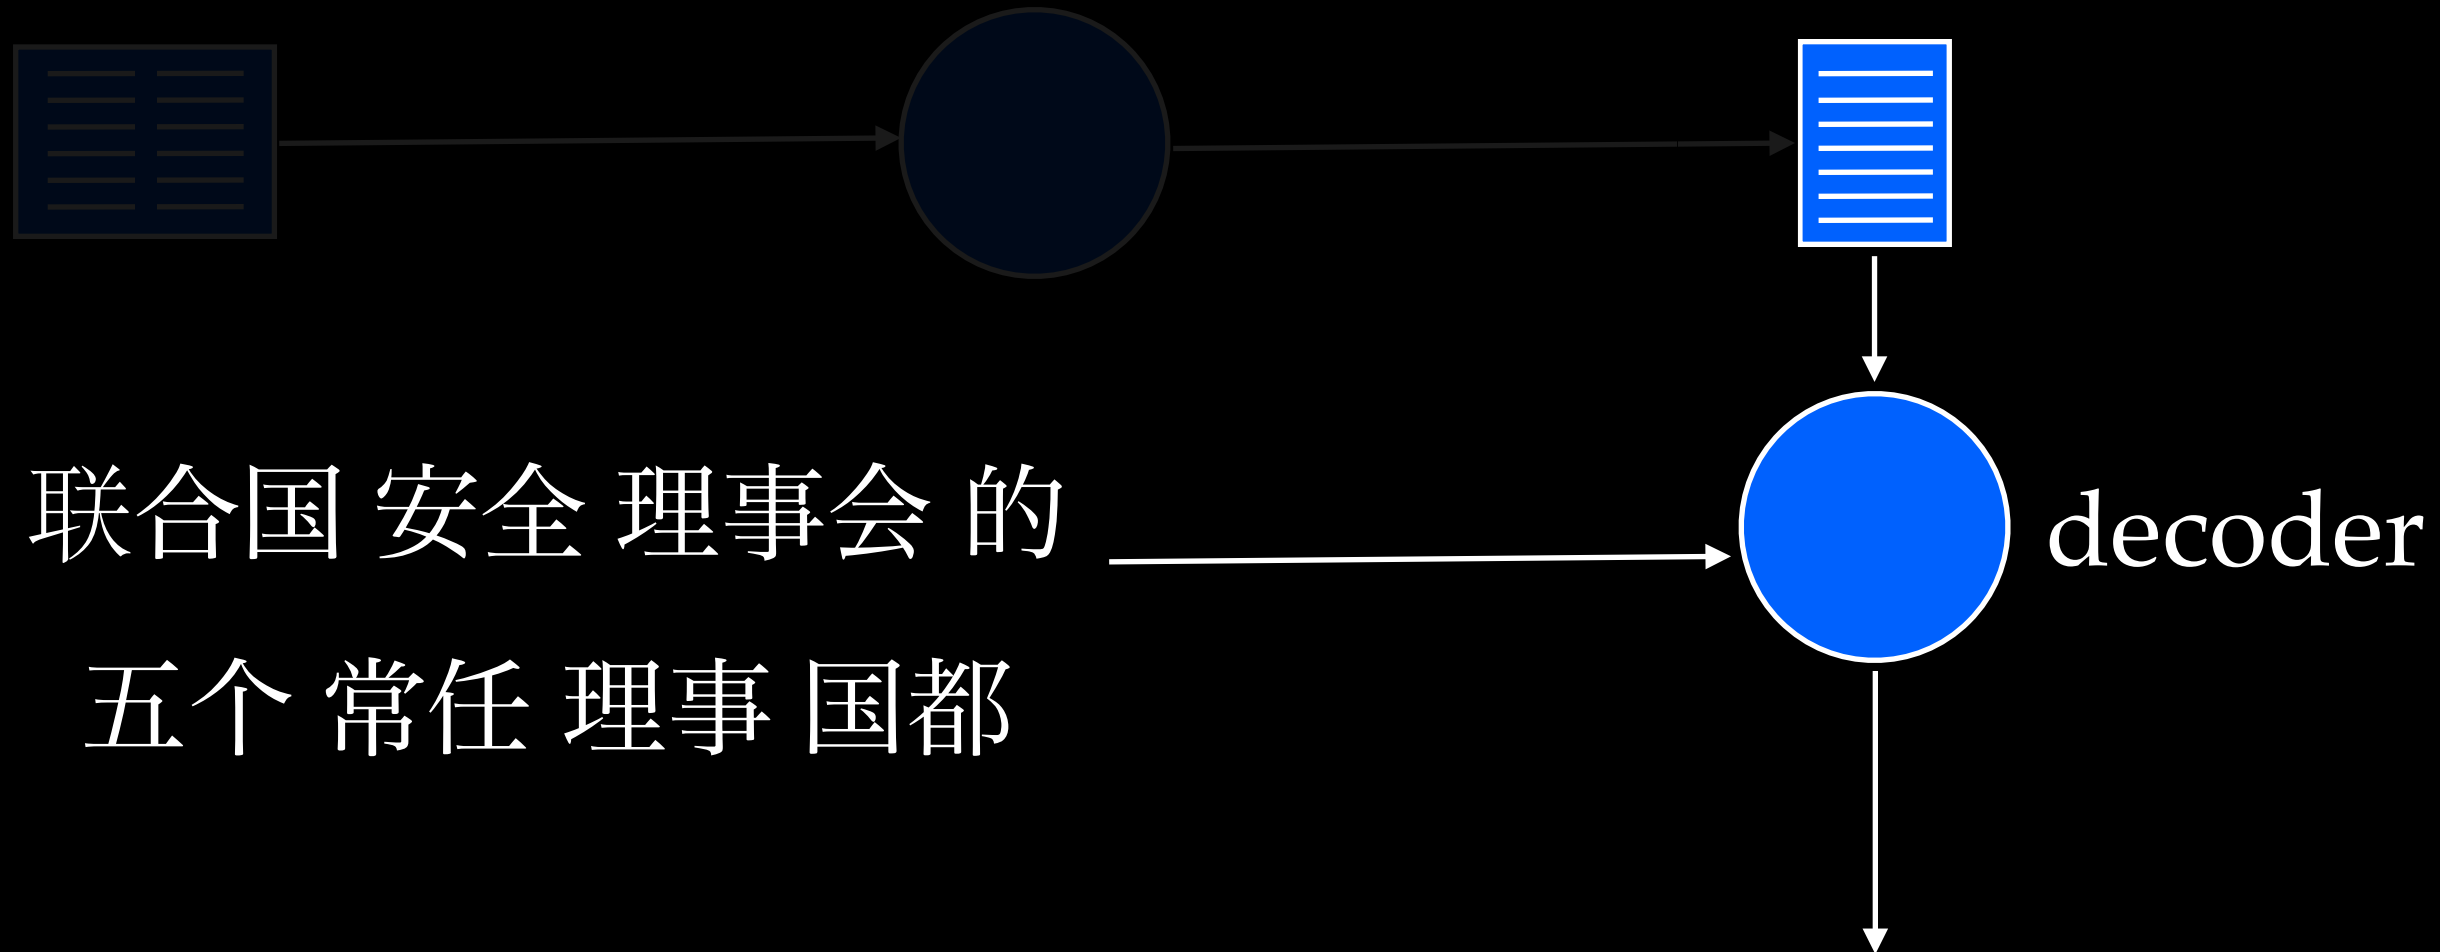 联合国 安全 理事会 的
五个 常任 理事 国都
decoder